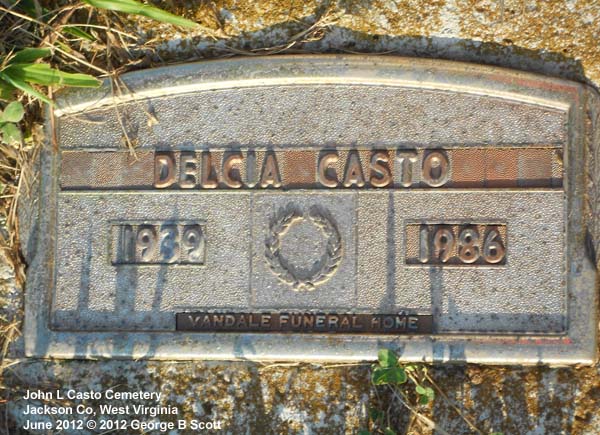 DELCIA CASTO
1939 1986
VANDALE FUNERAL HOME
John L Casto Cemetery
Jackson Co, West Virginia
June 2012 © 2012 George B Scott